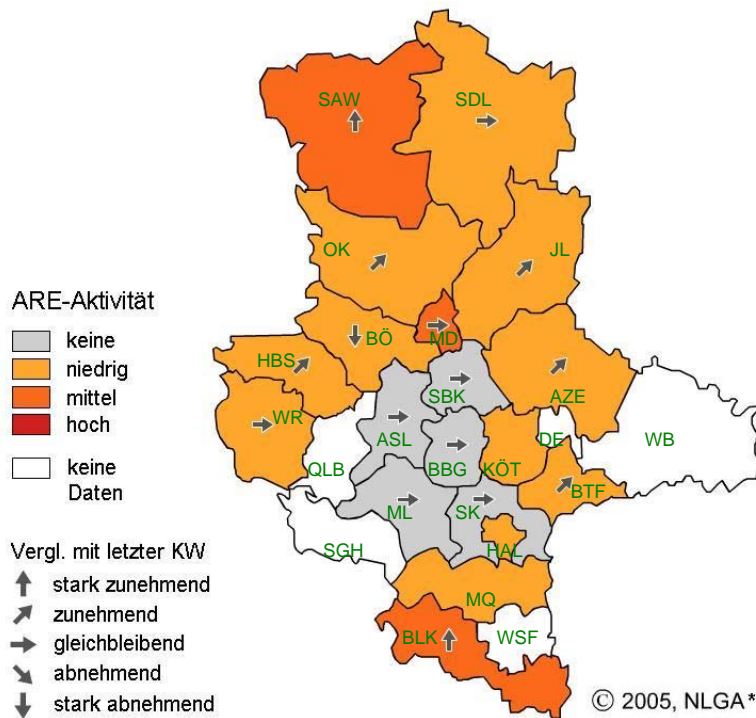 SAW SDL
OK JL
BÖ MD
HBS
SBK AZE
WR
ASL DE WB
QLB BBG KÖT
BTF
ML SK
SGH HAL
MQ
BLK WSF
ARE-Aktivität
keine
niedrig
mittel
hoch
keine
Daten
Vergl. mit letzter KW
stark zunehmend
zunehmend
gleichbleibend
abnehmend
stark abnehmend
© 2005, NLGA*